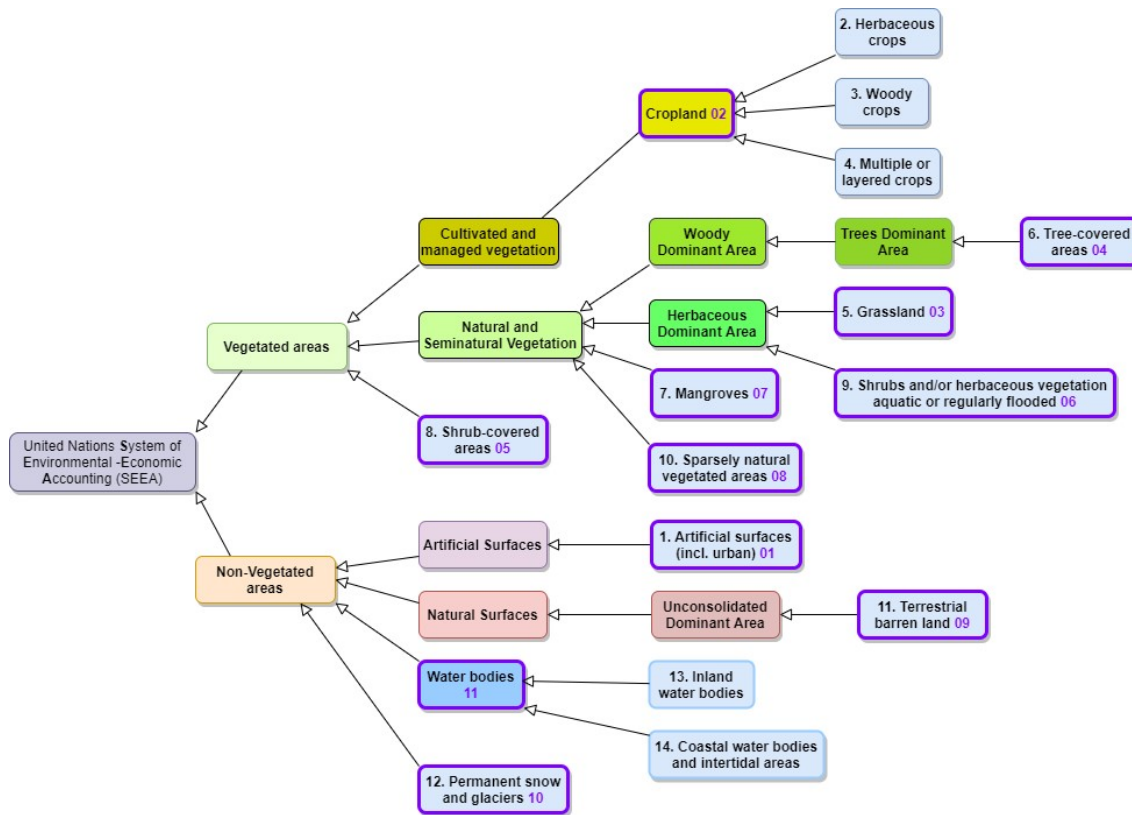 2. Herbaceous
crops
3. Woody
crops
Cropland 02
4. Multiple or
layered crops
Cultivated and
managed vegetation
Woody
Dominant Area
Trees Dominant
Area
6. Tree-covered
areas 04
Natural and
Seminatural Vegetation
Herbaceous
Dominant Area
5. Grassland 03
Vegetated areas
7. Mangroves 07
9. Shrubs and/or herbaceous vegetation
aquatic or regularly flooded 06
8. Shrub-covered
areas 05
10. Sparsely natural
vegetated areas 08
United Nations System of
Environmental -Economic
Accounting (SEEA)
Artificial Surfaces
1. Artificial surfaces
(incl. urban) 01
Non-Vegetated
areas
Natural Surfaces
Unconsolidated
Dominant Area
11. Terrestrial
barren land 09
Water bodies
11
13. Inland
water bodies
14. Coastal water bodies
and intertidal areas
12. Permanent snow
and glaciers 10